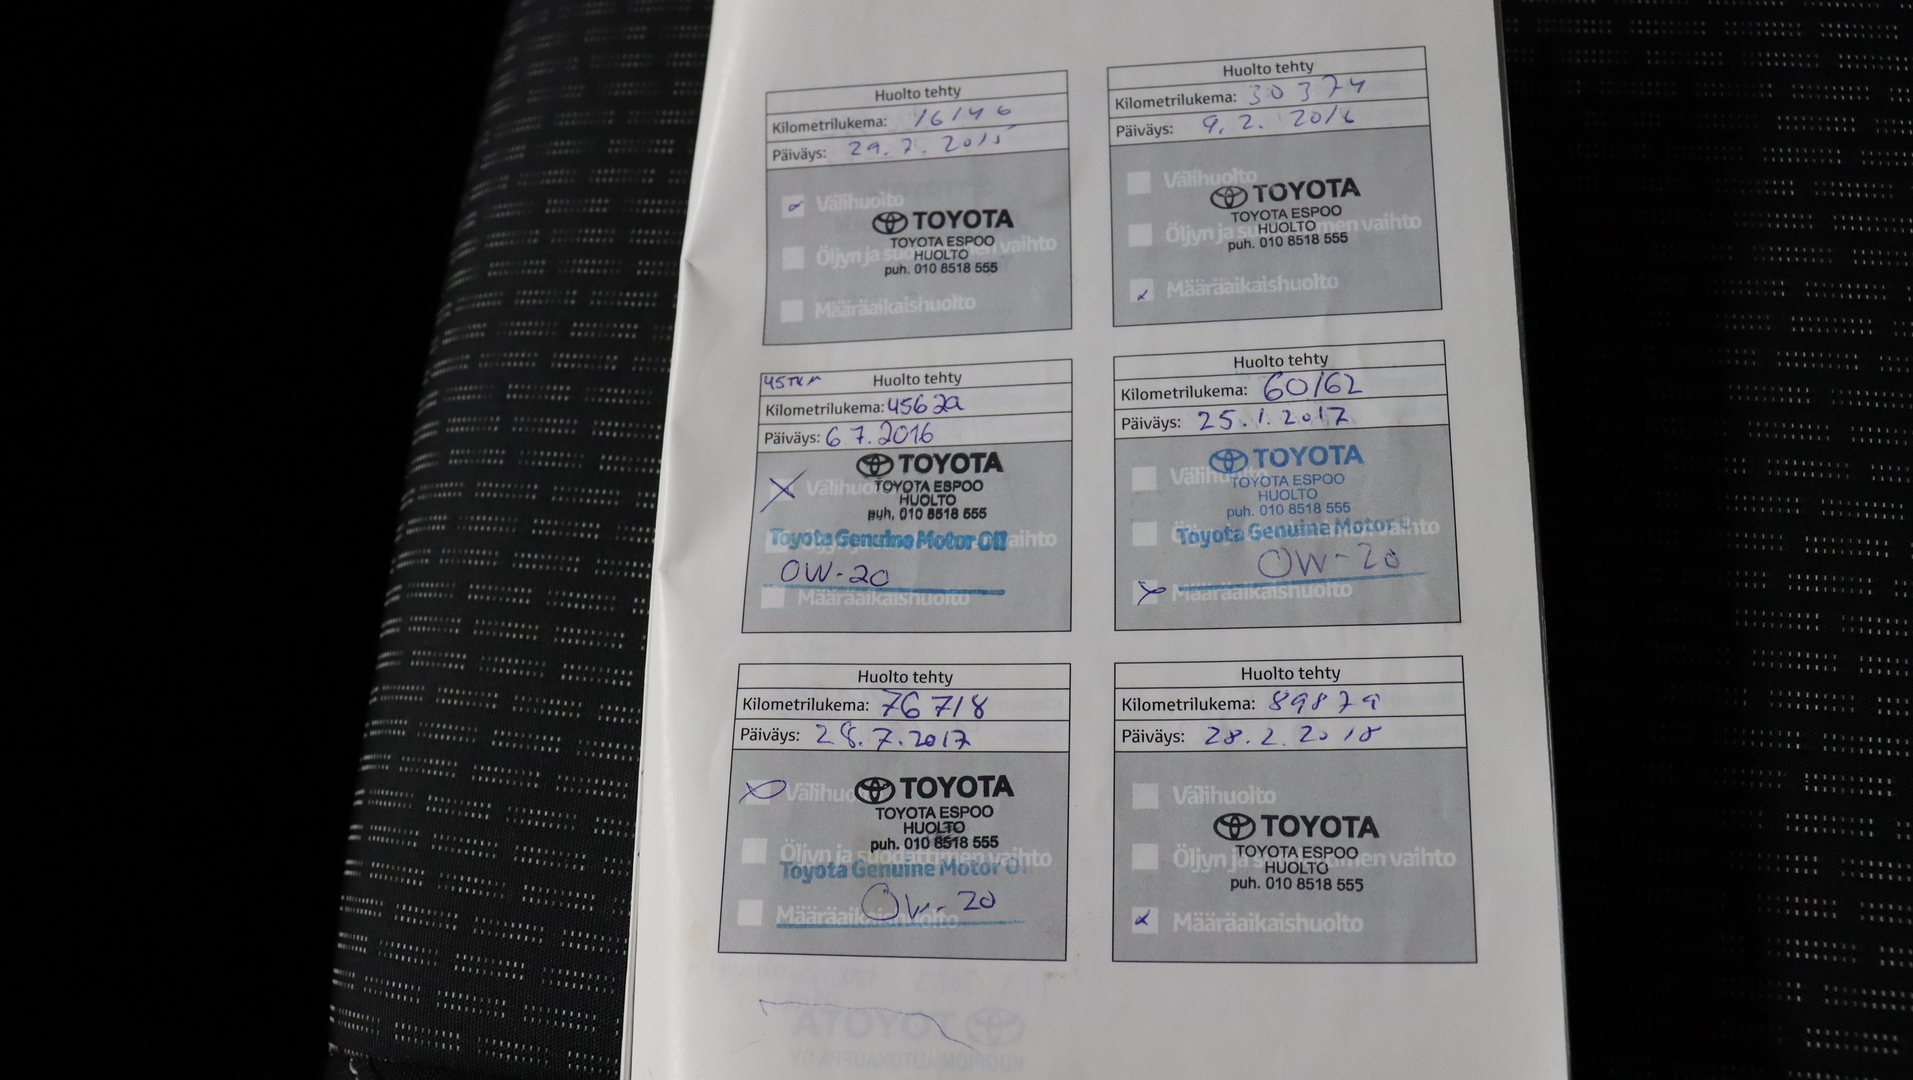 Huolto tehty
Kilometrilukema: 16146
Päiväys: 29.7.2015
Välihuolto
TOYOTA
TOYOTA ESPOO
Öljyn ja suodattimen vaihto
HUOLTO
puh. 010 8518 555
Määräaikaishuolto
Huolto tehty
Kilometrilukema: 30374
Päiväys: 9.2.2016
Välihuolto
TOYOTA
TOYOTA ESPOO
Öljyn ja suodattimen vaihto
HUOLTO
puh. 010 8518 555
Määräaikaishuolto
45TKM Huolto tehty
Kilometrilukema: 45629
Päiväys: 6.7.2016
TOYOTA
Välihuolto
TOYOTA ESPOO
HUOLTO
puh. 010 8518 555
Toyota Genuine Motor Oil
0W-20
Määräaikaishuolto
Huolto tehty
Kilometrilukema: 60162
Päiväys: 25.1.2017
TOYOTA
Välihuolto
TOYOTA ESPOO
HUOLTO
puh. 010 8518 555
Toyota Genuine Motor
0W-20
Määräaikaishuolto
Huolto tehty
Kilometrilukema: 76718
Päiväys: 28.7.2017
Välihuolto
TOYOTA
TOYOTA ESPOO
HUOLTO
puh. 010 8518 555
Öljyn ja suodattimen vaihto
Toyota Genuine Motor Oil
0W-20
Määräaikaishuolto
Huolto tehty
Kilometrilukema: 89879
Päiväys: 28.2.2018
Välihuolto
TOYOTA
TOYOTA ESPOO
Öljyn ja suodattimen vaihto
HUOLTO
puh. 010 8518 555
Määräaikaishuolto